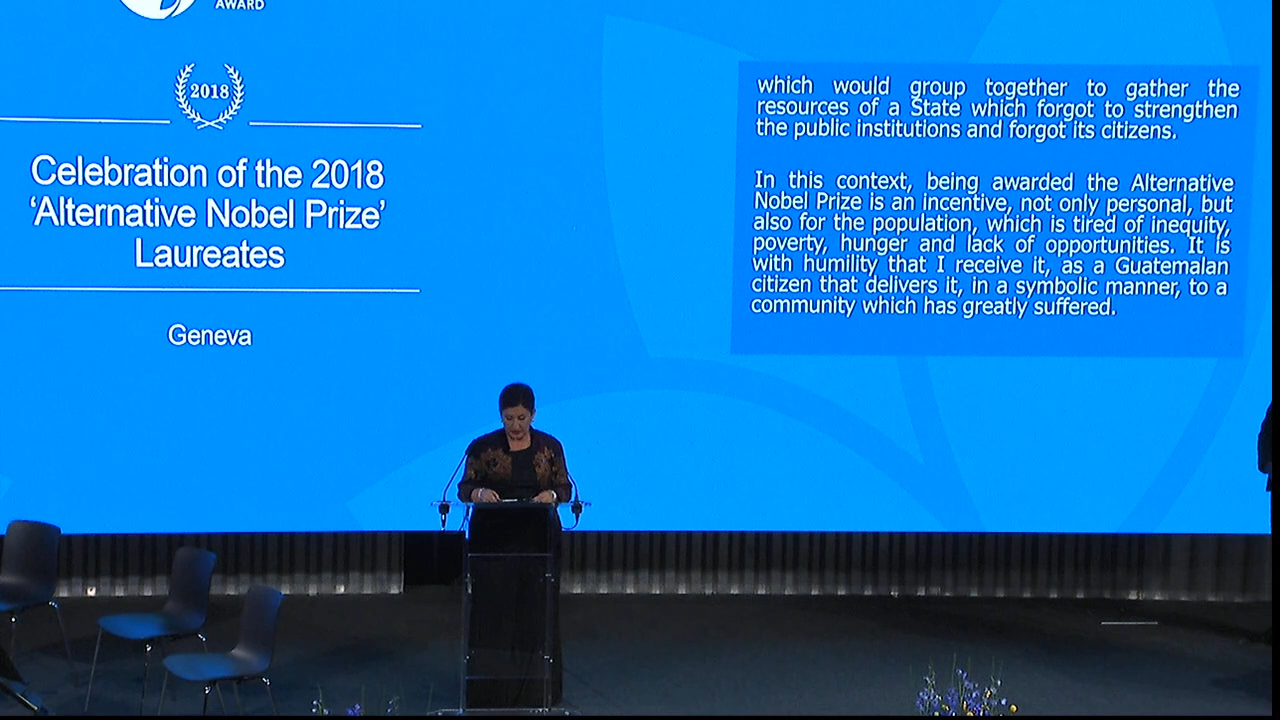 AWARD
2018
Celebration of the 2018
‘Alternative Nobel Prize’
Laureates
Geneva
which would group together to gather the
resources of a State which forgot to strengthen
the public institutions and forgot its citizens.
In this context, being awarded the Alternative
Nobel Prize is an incentive, not only personal, but
also for the population, which is tired of inequity,
poverty, hunger and lack of opportunities. It is
with humility that I receive it, as a Guatemalan
citizen that delivers it, in a symbolic manner, to a
community which has greatly suffered.